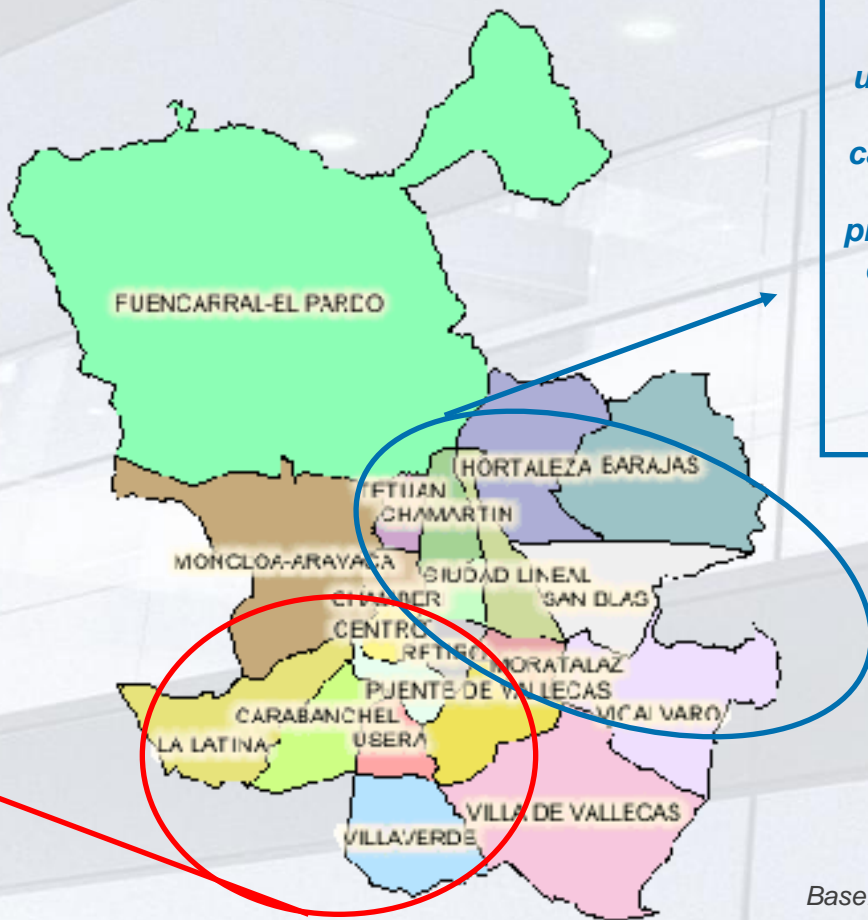 FUENCARRAL-EL PARDO
HORTALEZA
BARAJAS
TETUAN
CHAMARTIN
MONCLOA-ARAVACA
CIUDAD LINEAL
SAN BLAS
CHAMBER
CENTRO
RETIRO
MORATALAZ
PUENTE DE VALLECAS
CARABANCHEL
VICALVARO
LA LATINA
USERA
VILLA DE VALLECAS
VILLAVERDE
Base